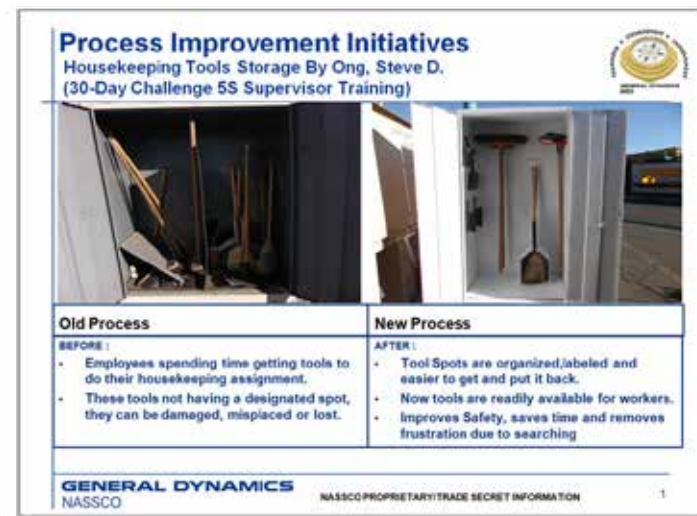 Process Improvement Initiatives
Housekeeping Tools Storage By Ong, Steve D.
(30-Day Challenge 5S Supervisor Training)
GENERAL DYNAMICS
Old Process
BEFORE :
• Employees spending time getting tools to
do their housekeeping assignment.
• These tools not having a designated spot,
they can be damaged, mispiaced or lost.
New Process
AFTER :
• Tool Spots are organized,labeled and
easier to get and put it back.
• Now tools are readily available for workers.
• Improves Safety, saves time and removes
frustration due to searching
GENERAL DYNAMICS
NASSCO
NASSCO PROPRIETARY/TRADE SECRET INFORMATION
1